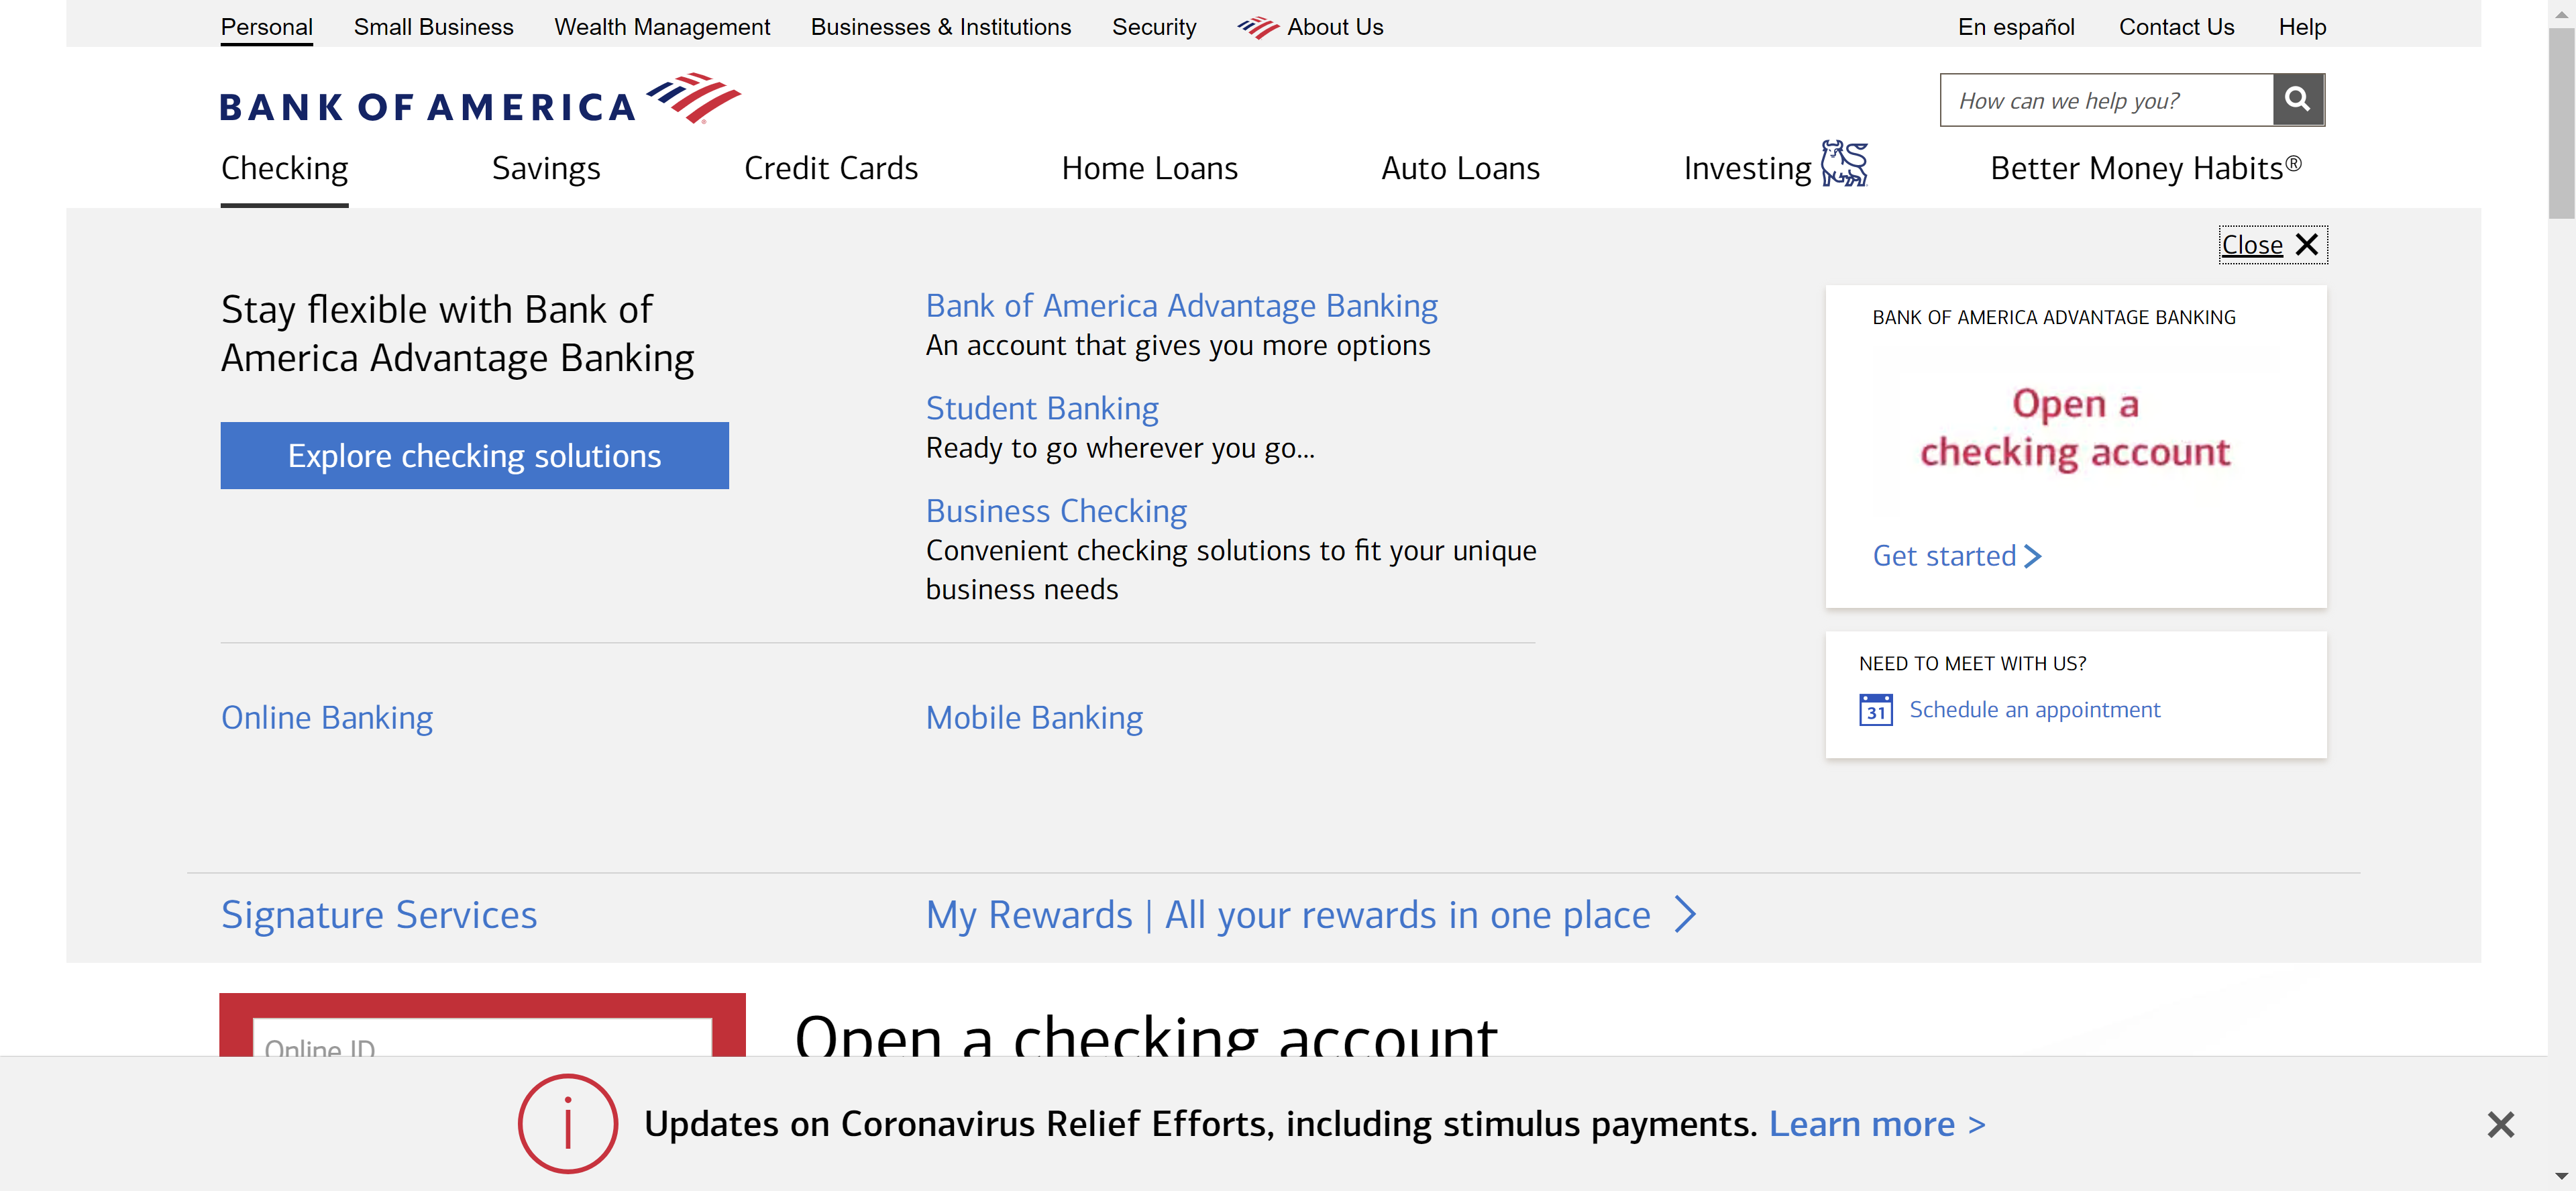 Personal Small Business Wealth Management Businesses & Institutions Security About Us En español Contact Us Help
BANK OF AMERICA
How can we help you?
Checking Savings Credit Cards Home Loans Auto Loans Investing Better Money Habits®
Close
Stay flexible with Bank of
America Advantage Banking
Explore checking solutions
Bank of America Advantage Banking
An account that gives you more options
Student Banking
Ready to go wherever you go...
Business Checking
Convenient checking solutions to fit your unique
business needs
BANK OF AMERICA ADVANTAGE BANKING
Open a
checking account
Get started
NEED TO MEET WITH US?
31 Schedule an appointment
Online Banking Mobile Banking
Signature Services My Rewards | All your rewards in one place
Online ID
Open a checking account
Updates on Coronavirus Relief Efforts, including stimulus payments. Learn more >